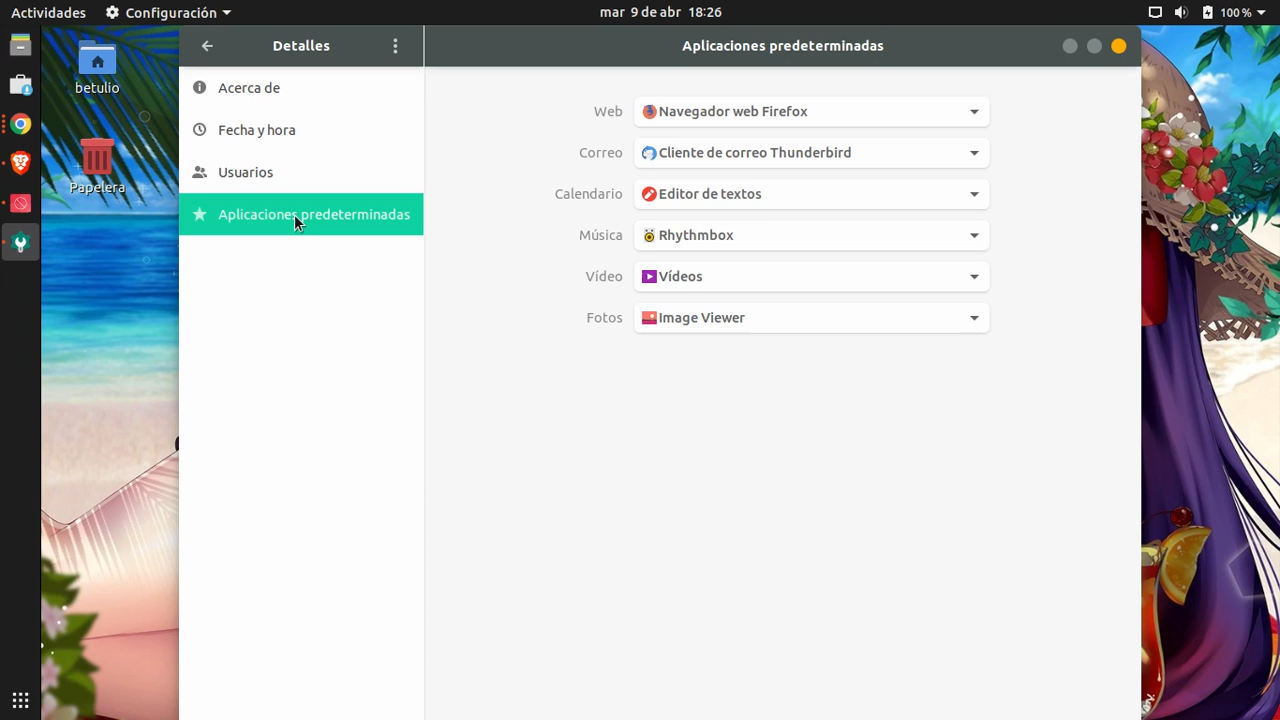 Actividades
Configuración
mar 9 de abr 18:26
100 %
betulio
Papelera
Detalles
Aplicaciones predeterminadas
Acerca de
Fecha y hora
Usuarios
Aplicaciones predeterminadas
Web
Navegador web Firefox
Correo
Cliente de correo Thunderbird
Calendario
Editor de textos
Música
Rhythmbox
Vídeo
Vídeos
Fotos
Image Viewer